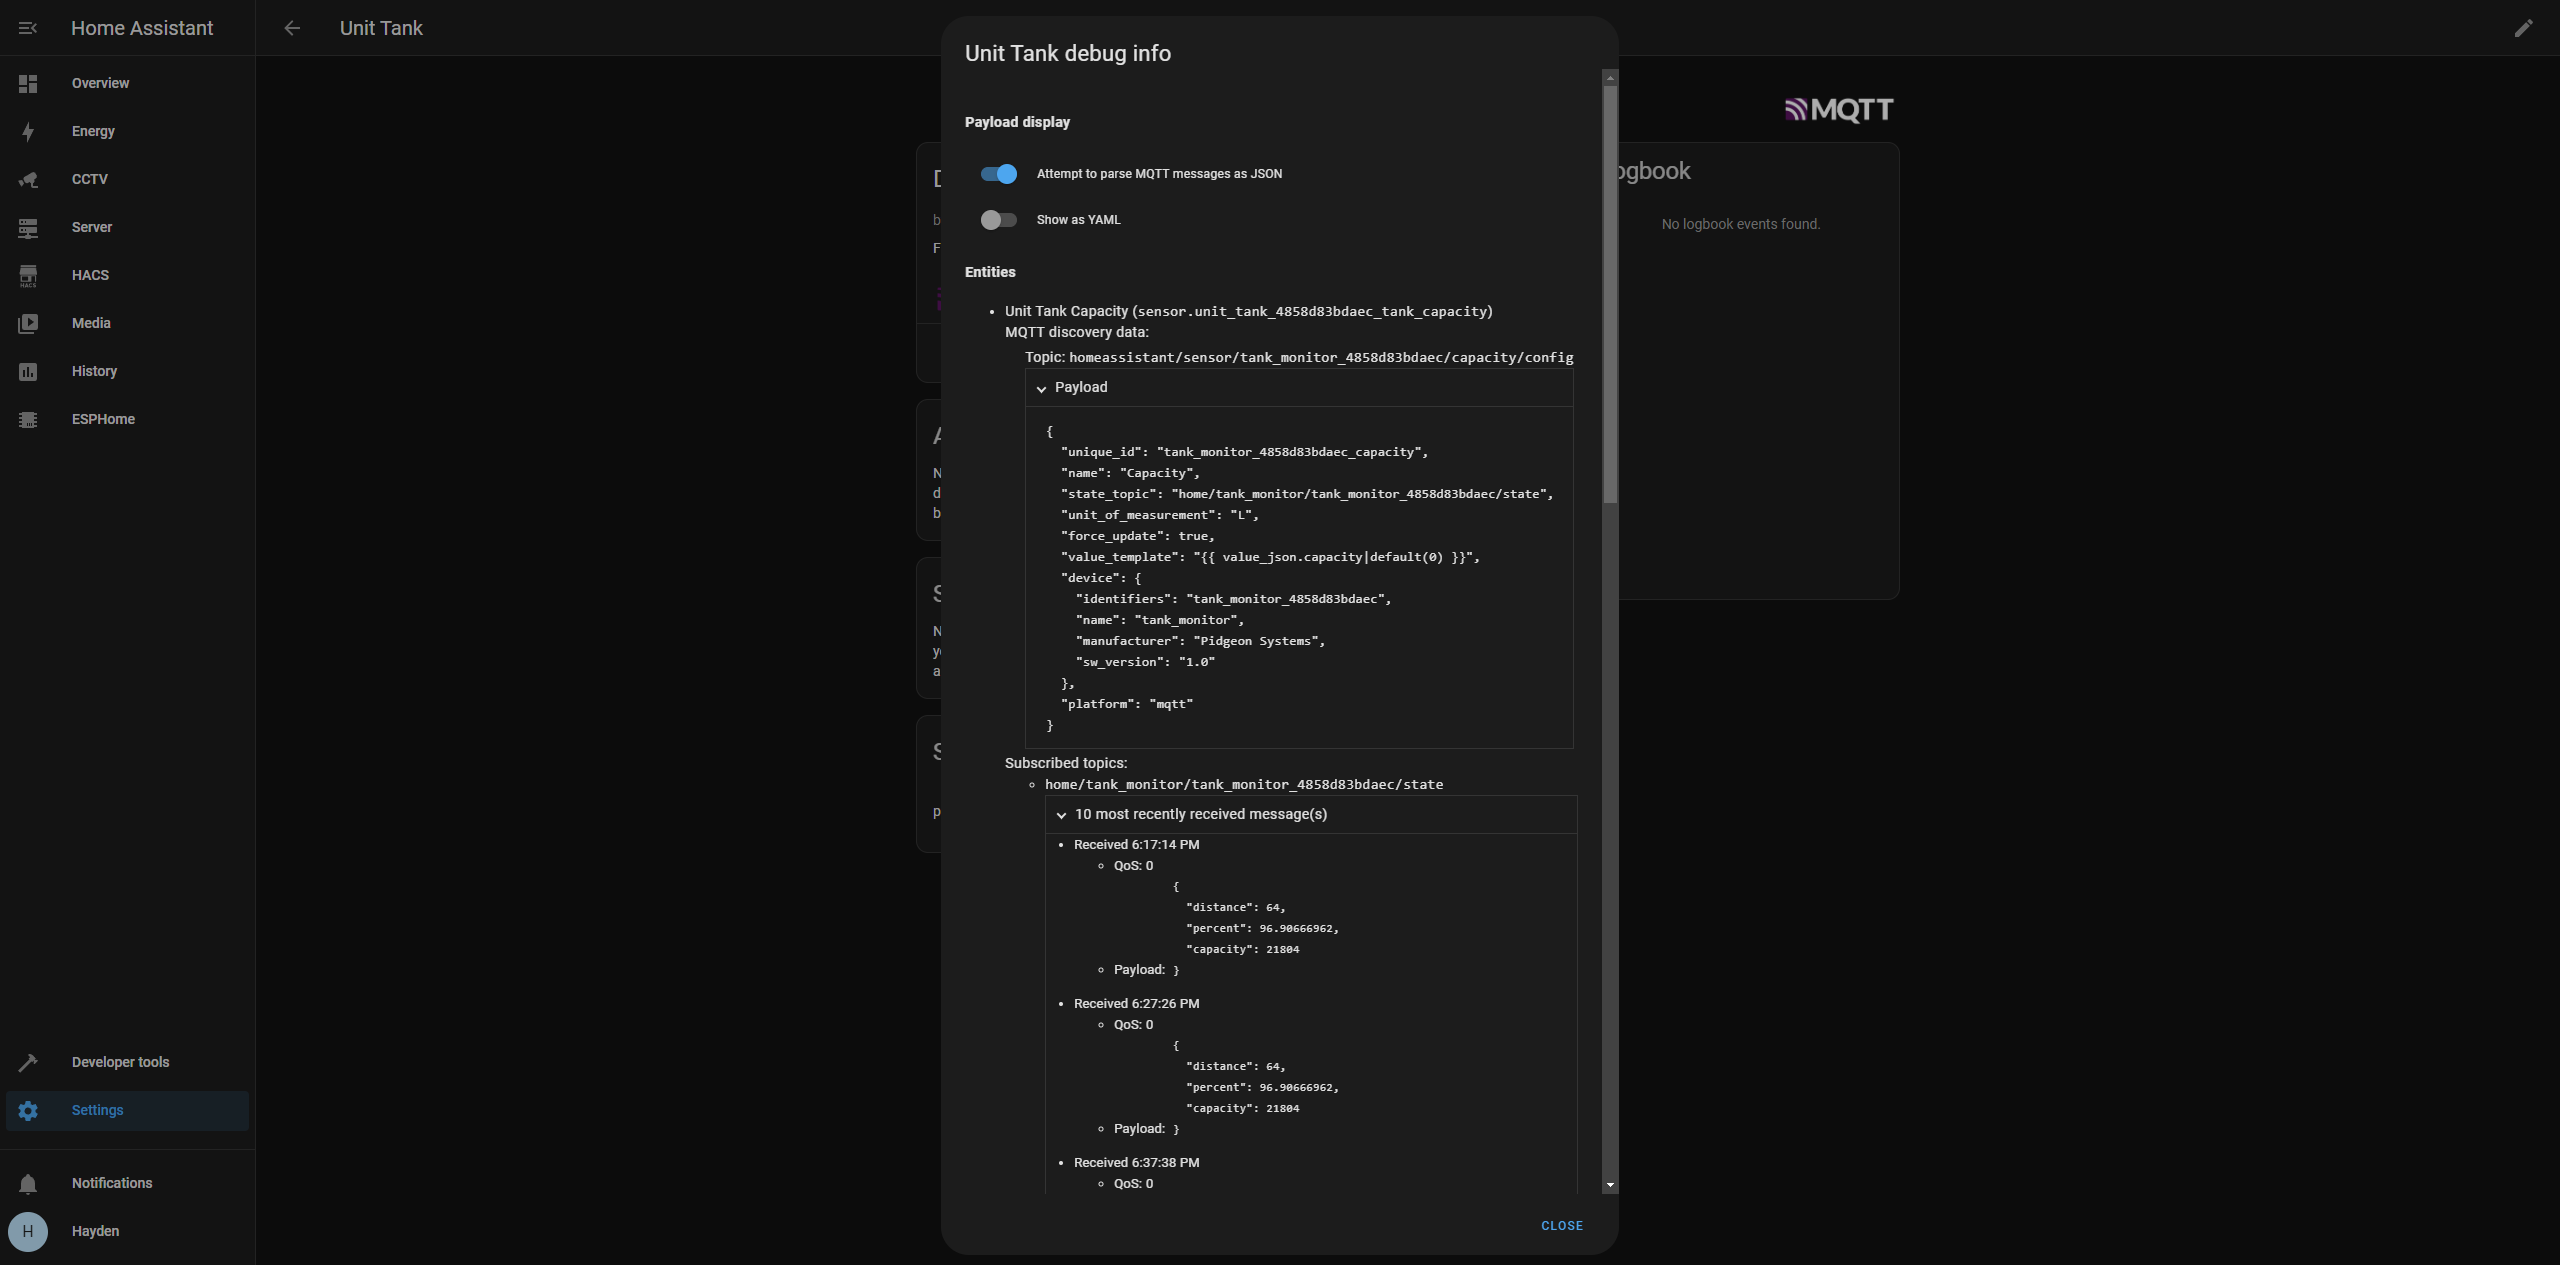 Home Assistant
Unit Tank
Overview
Energy
CCTV
Server
HACS
HACS
Media
History
ESPHome
Developer tools
Settings
Notifications
H
Hayden
Unit Tank debug info
Payload display
Attempt to parse MQTT messages as JSON
Show as YAML
Entities
Unit Tank Capacity (sensor.unit_tank_4858d83bdaec_tank_capacity)
MQTT discovery data:
Topic: homeassistant/sensor/tank_monitor_4858d83bdaec/capacity/config
Payload
{
"unique_id": "tank_monitor_4858d83bdaec_capacity",
"name": "Capacity",
"state_topic": "home/tank_monitor/tank_monitor_4858d83bdaec/state",
"unit_of_measurement": "L",
"force_update": true,
"value_template": "{{ value_json.capacity|default(0) }}",
"device": {
"identifiers": "tank_monitor_4858d83bdaec",
"name": "tank_monitor",
"manufacturer": "Pidgeon Systems",
"sw_version": "1.0"
},
"platform": "mqtt"
}
Subscribed topics:
home/tank_monitor/tank_monitor_4858d83bdaec/state
10 most recently received message(s)
Received 6:17:14 PM
QoS: 0
{
"distance": 64,
"percent": 96.90666962,
"capacity": 21804
Payload: }
Received 6:27:26 PM
QoS: 0
{
"distance": 64,
"percent": 96.90666962,
"capacity": 21804
Payload: }
Received 6:37:38 PM
QoS: 0
CLOSE
MQTT
ogbook
No logbook events found.